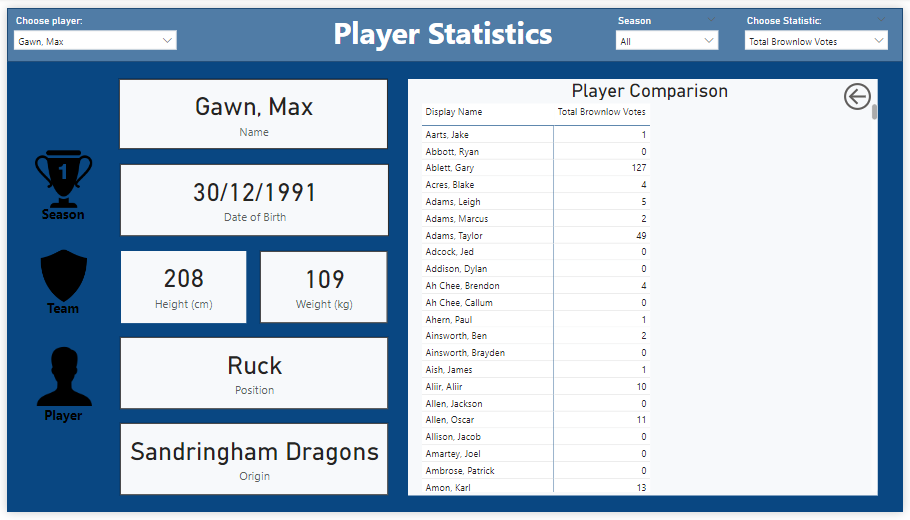 Choose player:
Gawn, Max
Player Statistics
Season
All
Choose Statistic:
Total Brownlow Votes
1
Season
Team
Player
Gawn, Max
Name
30/12/1991
Date of Birth
208
Height (cm)
109
Weight (kg)
Ruck
Position
Sandringham Dragons
Origin
Player Comparison
Display Name Total Brownlow Votes
Aarts, Jake 1
Abbott, Ryan 0
Ablett, Gary 127
Acres, Blake 4
Adams, Leigh 5
Adams, Marcus 2
Adams, Taylor 49
Adcock, Jed 0
Addison, Dylan 0
Ah Chee, Brendon 4
Ah Chee, Callum 0
Ahern, Paul 1
Ainsworth, Ben 2
Ainsworth, Brayden 0
Aish, James 1
Aliir, Aliir 10
Allen, Jackson 0
Allen, Oscar 11
Allison, Jacob 0
Amartey, Joel 0
Ambrose, Patrick 0
Amon, Karl 13